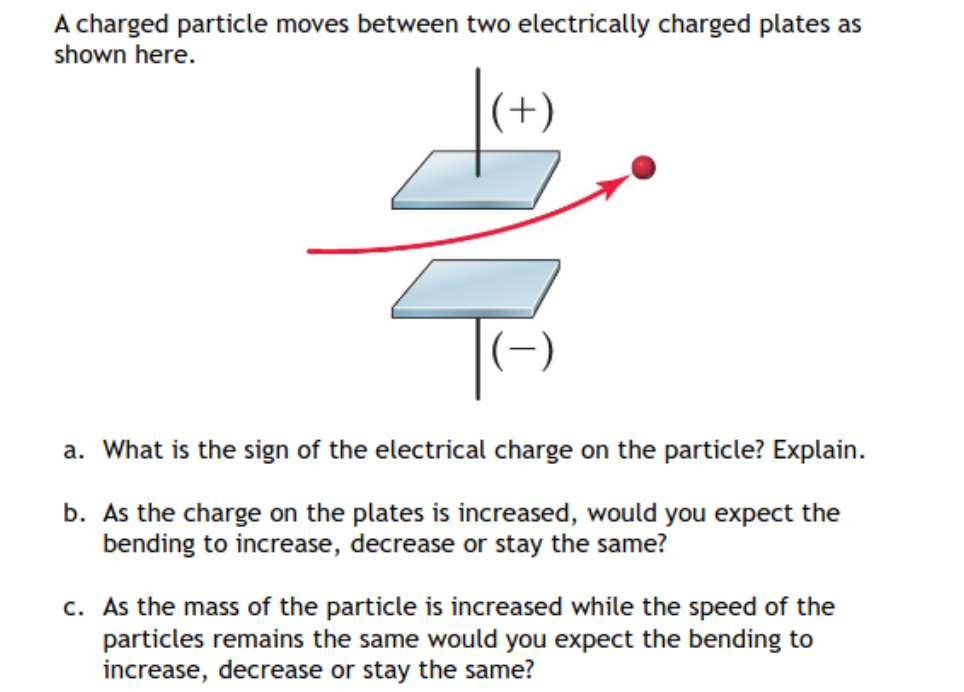 A charged particle moves between two electrically charged plates as
shown here.
(+)
(−)
a. What is the sign of the electrical charge on the particle? Explain.
b. As the charge on the plates is increased, would you expect the
bending to increase, decrease or stay the same?
c. As the mass of the particle is increased while the speed of the
particles remains the same would you expect the bending to
increase, decrease or stay the same?